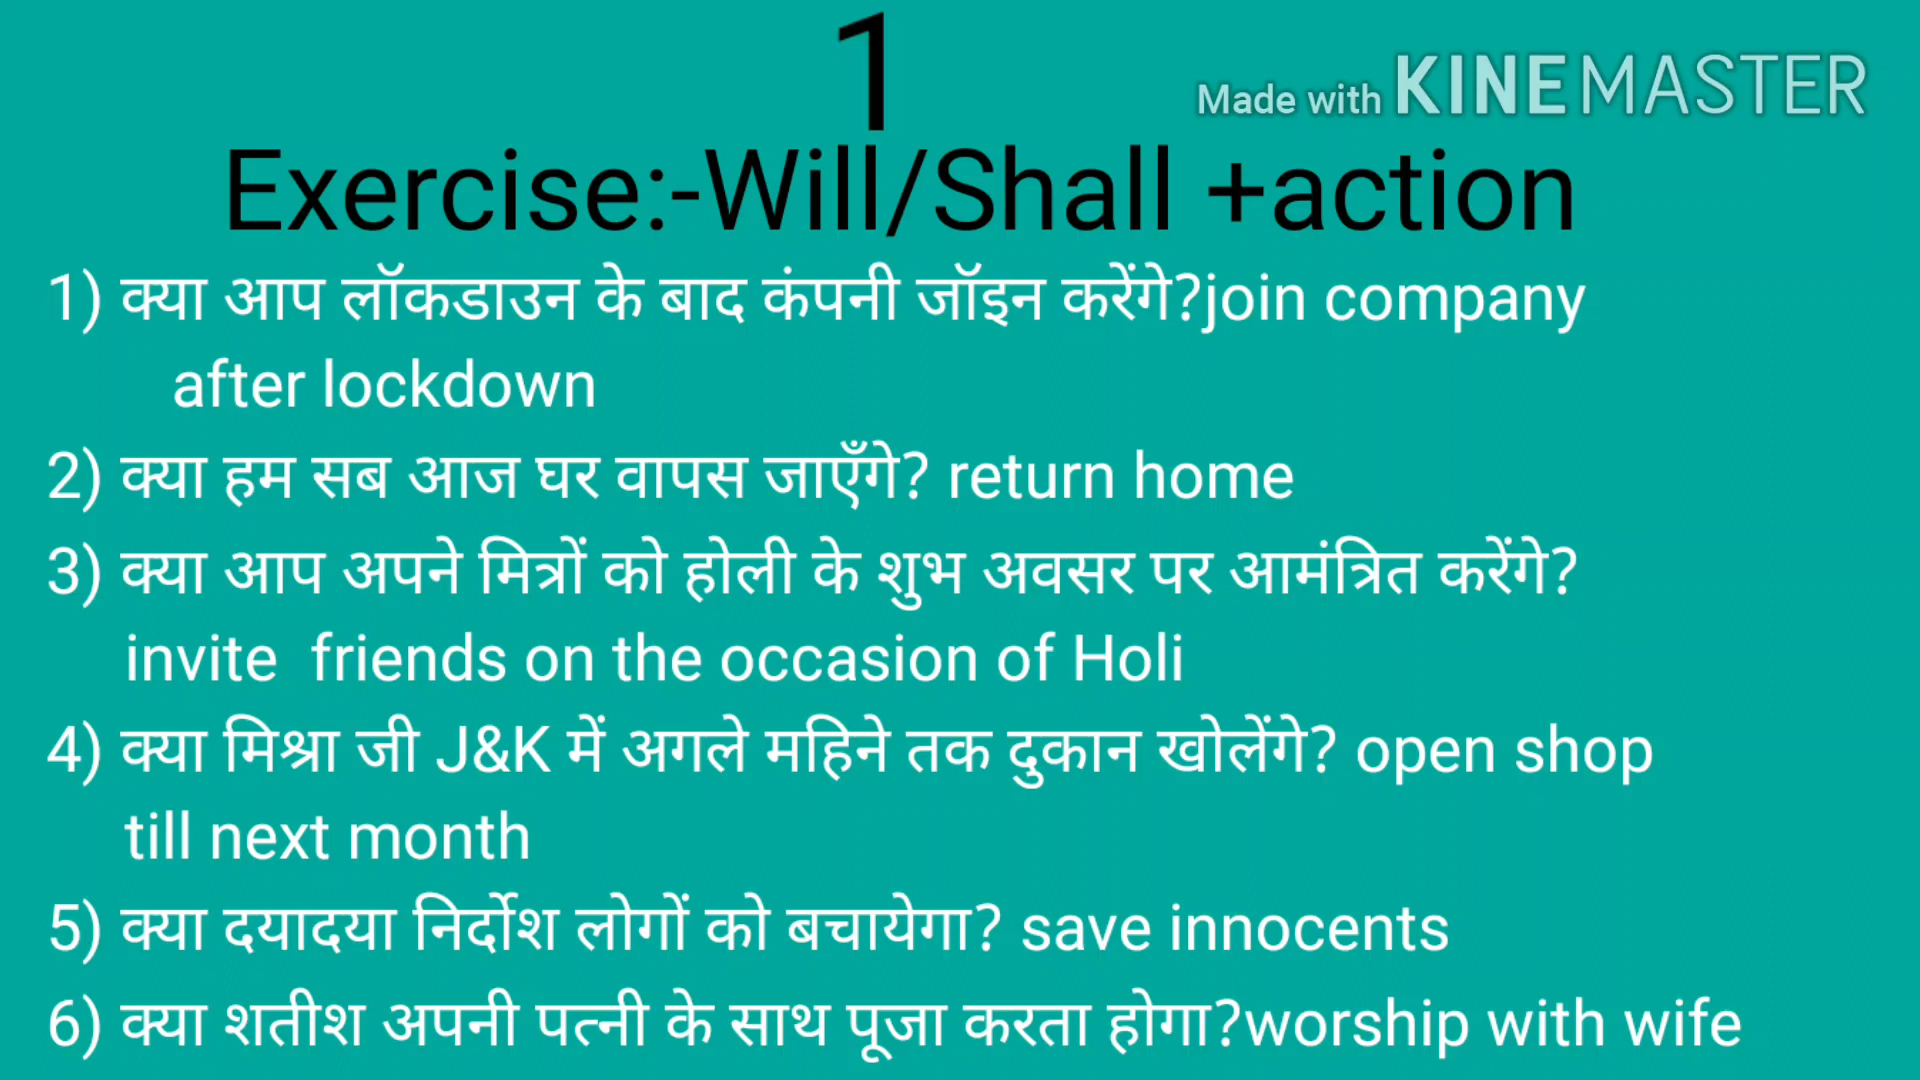 1
Made with KINEMASTER
Exercise:-Will/Shall +action
1) क्या आप लॉकडाउन के बाद कंपनी जॉइन करेंगे?join company
after lockdown
2) क्या हम सब आज घर वापस जाएँगे? return home
3) क्या आप अपने मित्रों को होली के शुभ अवसर पर आमंत्रित करेंगे?
invite  friends on the occasion of Holi
4) क्या मिश्रा जी J&K में अगले महिने तक दुकान खोलेंगे? open shop
till next month
5) क्या दयादया निर्दोश लोगों को बचायेगा? save innocents
6) क्या शतीश अपनी पत्नी के साथ पूजा करता होगा?worship with wife